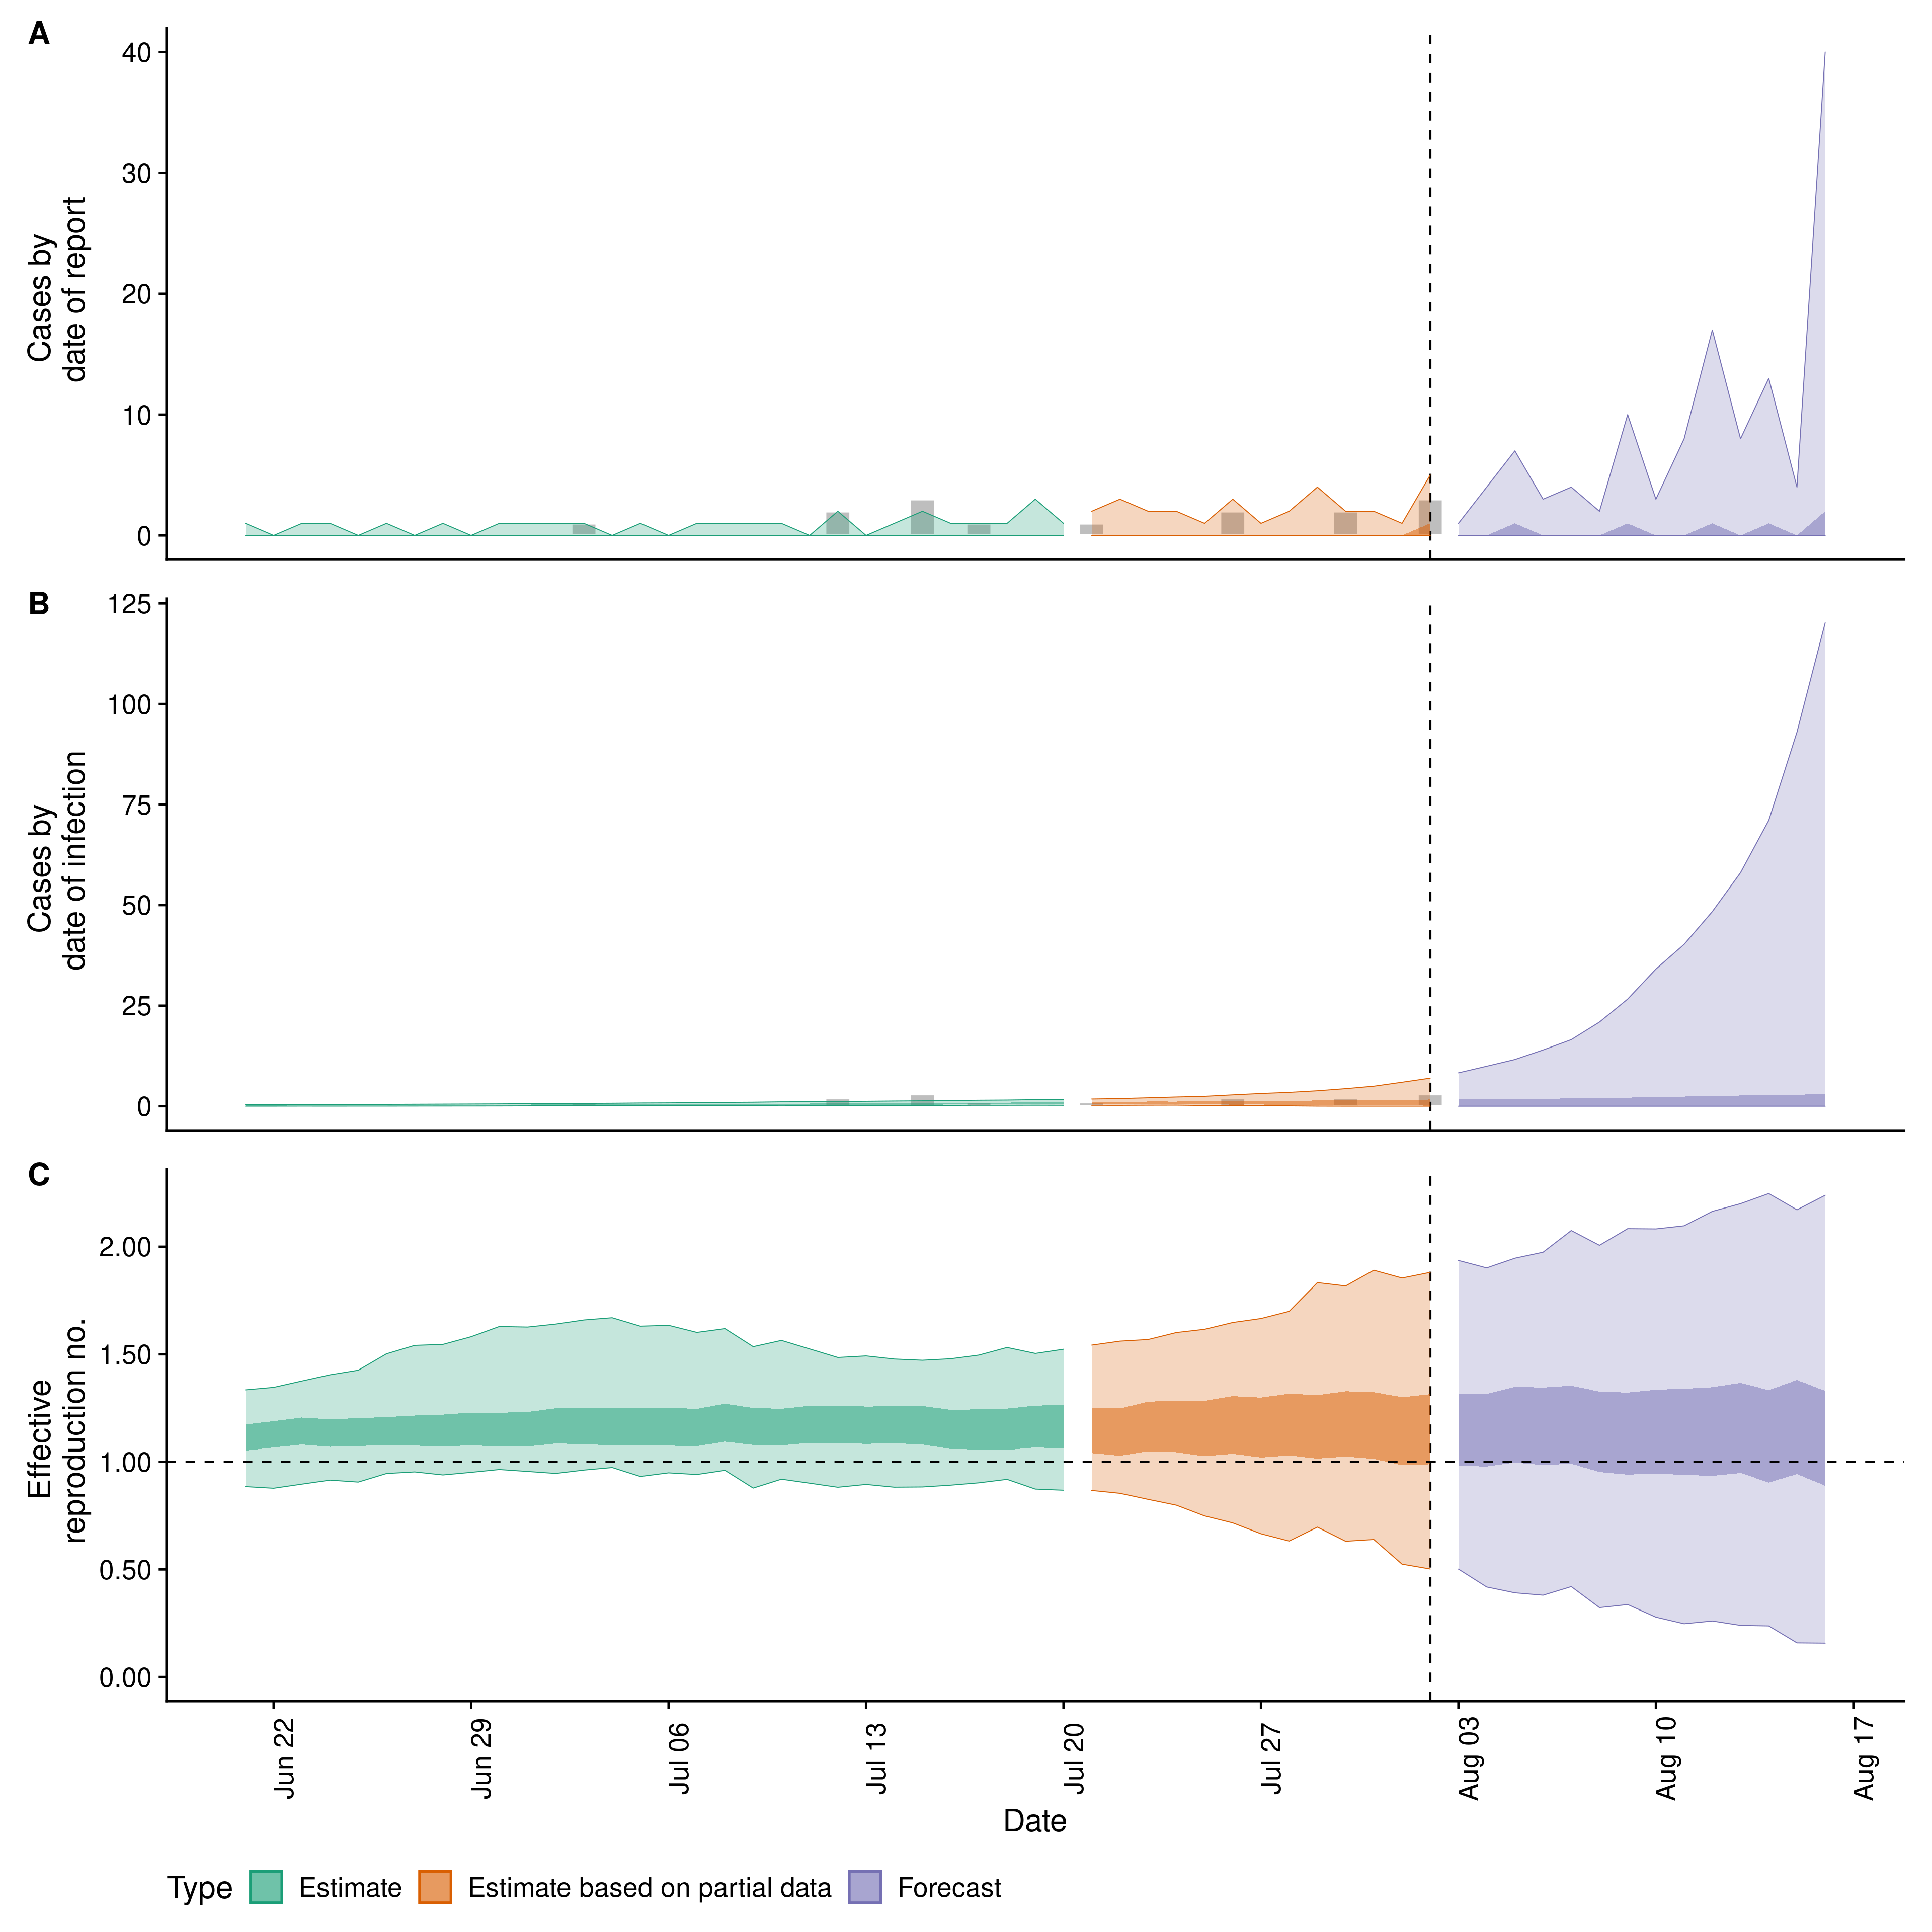 A
Cases by
date of report
40
30
20
10
0
B
Cases by
date of infection
125
100
75
50
25
0
C
Effective
reproduction no.
2.00
1.50
1.00
0.50
0.00
Jun 22
Jun 29
Jul 06
Jul 13
Jul 20
Jul 27
Aug 03
Aug 10
Aug 17
Date
Type Estimate Estimate based on partial data Forecast